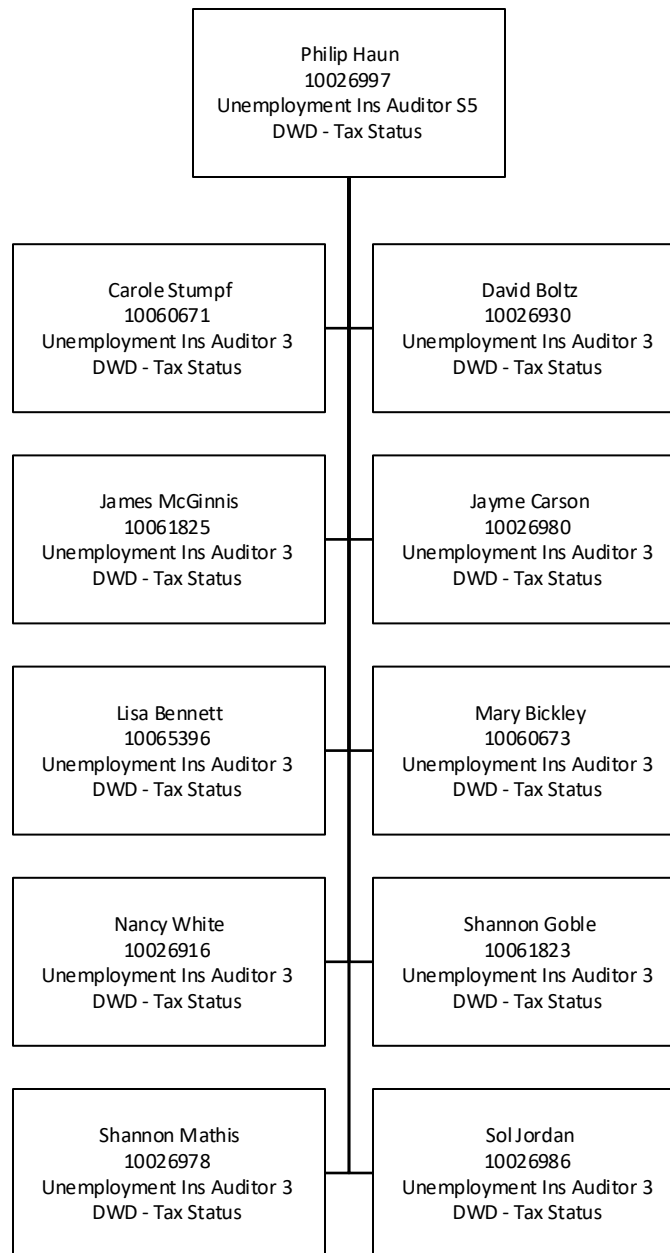 Philip Haun
10026997
Unemployment Ins Auditor S5
DWD - Tax Status
Carole Stumpf
10060671
Unemployment Ins Auditor 3
DWD - Tax Status
David Boltz
10026930
Unemployment Ins Auditor 3
DWD - Tax Status
James McGinnis
10061825
Unemployment Ins Auditor 3
DWD - Tax Status
Jayme Carson
10026980
Unemployment Ins Auditor 3
DWD - Tax Status
Lisa Bennett
10065396
Unemployment Ins Auditor 3
DWD - Tax Status
Mary Bickley
10060673
Unemployment Ins Auditor 3
DWD - Tax Status
Nancy White
10026916
Unemployment Ins Auditor 3
DWD - Tax Status
Shannon Goble
10061823
Unemployment Ins Auditor 3
DWD - Tax Status
Shannon Mathis
10026978
Unemployment Ins Auditor 3
DWD - Tax Status
Sol Jordan
10026986
Unemployment Ins Auditor 3
DWD - Tax Status